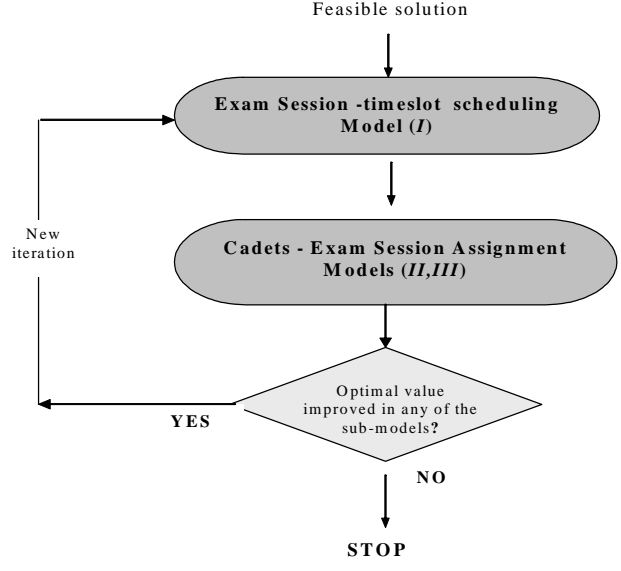 Feasible solution
Exam Session -timeslot scheduling
Model (I)
New
iteration
Cadets - Exam Session Assignment
Models (II,III)
Optimal value
improved in any of the
sub-models?
YES
NO
STOP